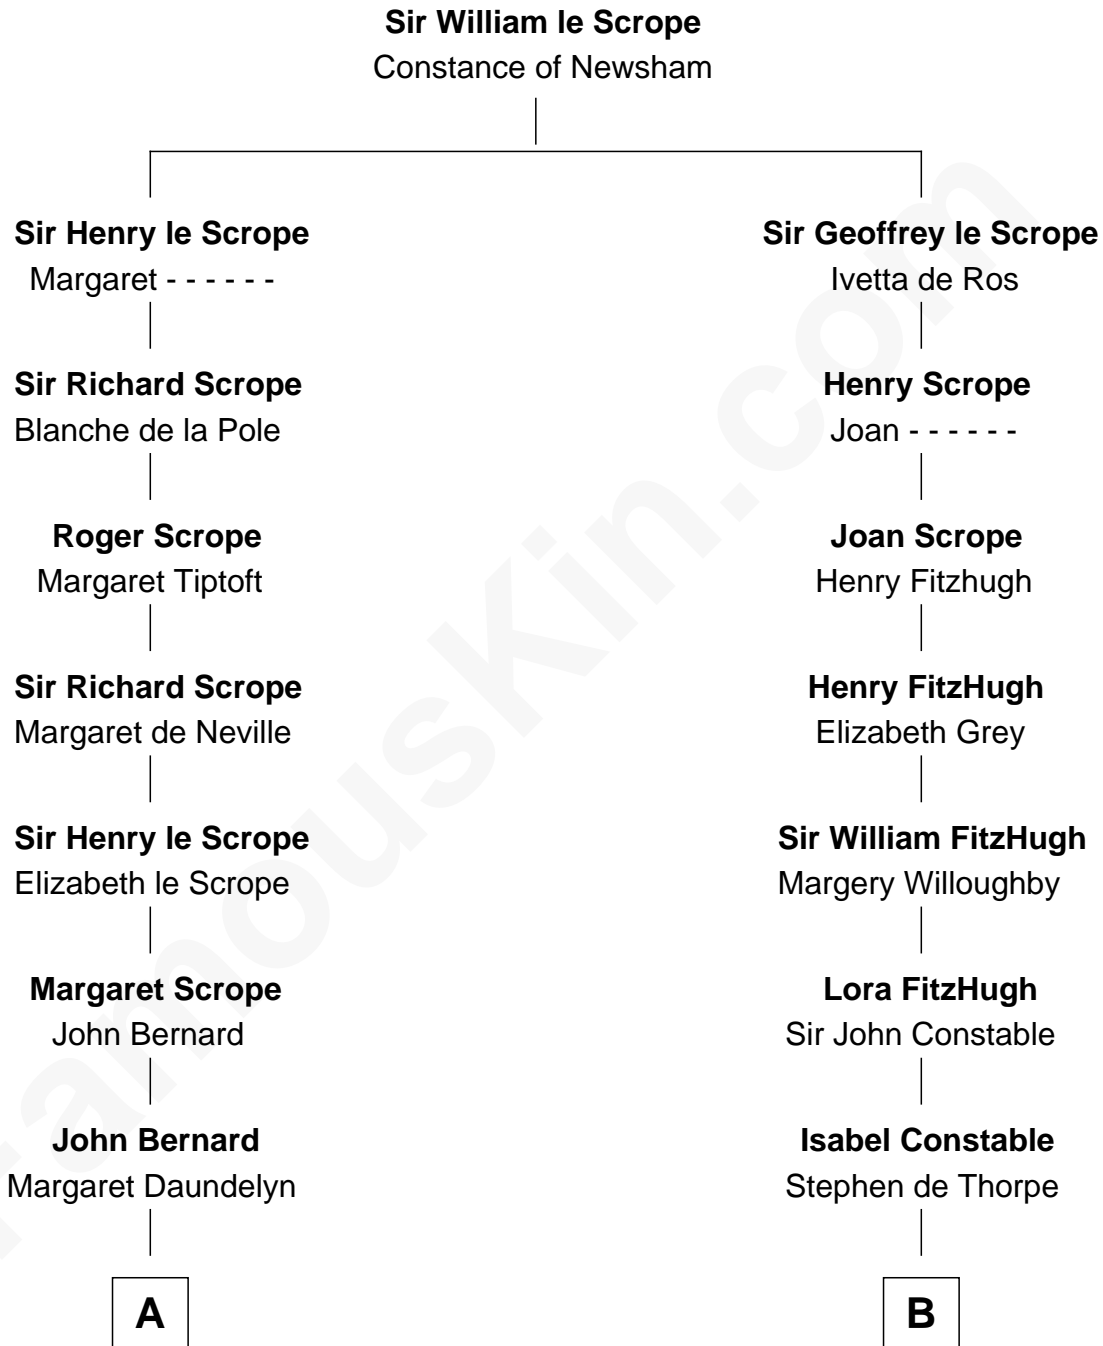 Sir William le Scrope
Constance of Newsham
Sir Henry le Scrope
Margaret - - - - - -
Sir Geoffrey le Scrope
Ivetta de Ros
Sir Richard Scrope
Blanche de la Pole
Henry Scrope
Joan - - - - - -
Roger Scrope
Margaret Tiptoft
Joan Scrope
Henry Fitzhugh
Sir Richard Scrope
Margaret de Neville
Henry FitzHugh
Elizabeth Grey
Sir Henry le Scrope
Elizabeth le Scrope
Sir William FitzHugh
Margery Willoughby
Margaret Scrope
John Bernard
Lora FitzHugh
Sir John Constable
John Bernard
Margaret Daundelyn
Isabel Constable
Stephen de Thorpe
A
B
FamousKin.com